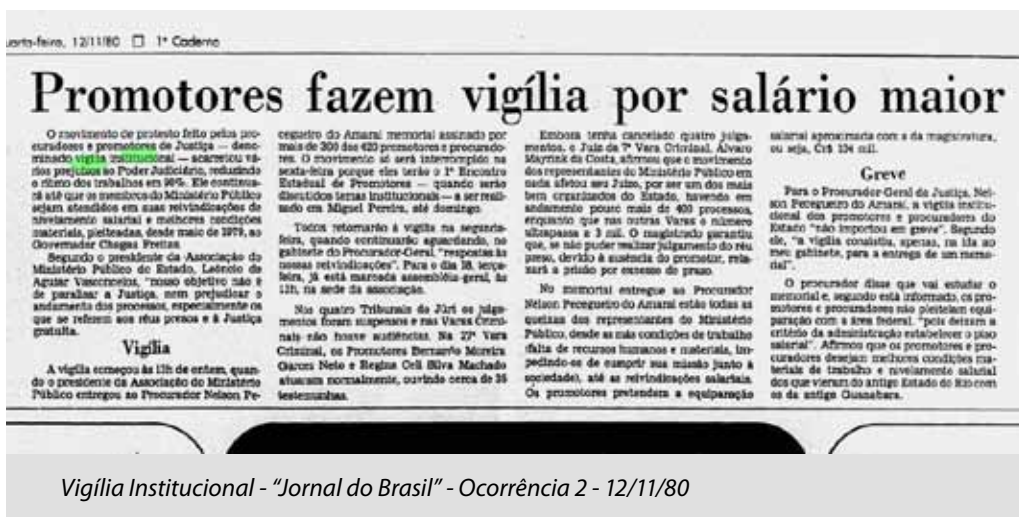 uarta-feira, 12/11/80 □ 1º Caderno
Promotores fazem vigília por salário maior
O movimento de protesto feito pelos pro-
curadores e promotores de Justiça — deno-
minado vigília institucional — acarretou vá-
rios prejuízos ao Poder Judiciário, reduzindo
o ritmo dos trabalhos em 90%. Ele continua-
rá até que os membros do Ministério Público
sejam atendidos em suas reivindicações de
nivelamento salarial e melhores condições
materiais, pleiteadas, desde maio de 1979, ao
Governador Chagas Freitas.
Segundo o presidente da Associação do
Ministério Público do Estado, Leôncio de
Aguiar Vasconcelos, "nosso objetivo não é
de paralisar a Justiça, nem prejudicar o
andamento dos processos, especialmente os
que se referem aos réus presos e à Justiça
gratuita.
Vigília
A vigília começou às 13h de ontem, quan-
do o presidente da Associação do Ministério
Público entregou ao Procurador Nelson Pe-
cegueiro do Amaral memorial assinado por
mais de 300 dos 420 promotores e procurado-
res. O movimento só será interrompido na
sexta-feira porque eles terão o 1º Encontro
Estadual de Promotores — quando serão
discutidos temas institucionais — a ser reali-
zado em Miguel Pereira, até domingo.
Todos retornarão à vigília na segunda-
feira, quando continuarão aguardando, no
gabinete do Procurador-Geral, "respostas às
nossas reivindicações". Para o dia 18, terça-
feira, já está marcada assembléia-geral, às
13h, na sede da associação.
Nos quatro Tribunais do Júri os julga-
mentos foram suspensos e nas Varas Crimi-
nais não houve audiências. Na 27ª Vara
Criminal, os Promotores Bernardo Moreira
Garcez Neto e Regina Celi Silva Machado
atuaram normalmente, ouvindo cerca de 35
testemunhas.
Embora tenha cancelado quatro julga-
mentos, o Juiz da 7ª Vara Criminal, Álvaro
Mayrink da Costa, afirmou que o movimento
dos representantes do Ministério Público em
nada afetou seu Juízo, por ser um dos mais
bem organizados do Estado, havendo em
andamento pouco mais de 400 processos,
enquanto que nas outras Varas o número
ultrapassa a 3 mil. O magistrado garantiu
que, se não puder realizar julgamento do réu
preso, devido à ausência do promotor, rela-
xará a prisão por excesso de prazo.
No memorial entregue ao Procurador
Nelson Pecegueiro do Amaral estão todas as
queixas dos representantes do Ministério
Público, desde as más condições de trabalho
(falta de recursos humanos e materiais, im-
pedindo-os de cumprir sua missão junto à
sociedade), até as reivindicações salariais.
Os promotores pretendem a equiparação
salarial aproximada com a da magistratura,
ou seja, Cr$ 134 mil.
Greve
Para o Procurador-Geral da Justiça, Nel-
son Pecegueiro do Amaral, a vigília institu-
cional dos promotores e procuradores do
Estado "não importou em greve". Segundo
ele, "a vigília consistiu, apenas, na ida ao
meu gabinete, para a entrega de um memo-
rial".
O procurador disse que vai estudar o
memorial e, segundo está informado, os pro-
motores e procuradores não pleiteiam equi-
paração com a área federal, "pois deixam a
critério da administração estabelecer o piso
salarial". Afirmou que os promotores e pro-
curadores desejam melhores condições ma-
teriais de trabalho e nivelamento salarial
dos que vieram do antigo Estado do Rio com
os da antiga Guanabara.
Vigília Institucional - "Jornal do Brasil" - Ocorrência 2 - 12/11/80